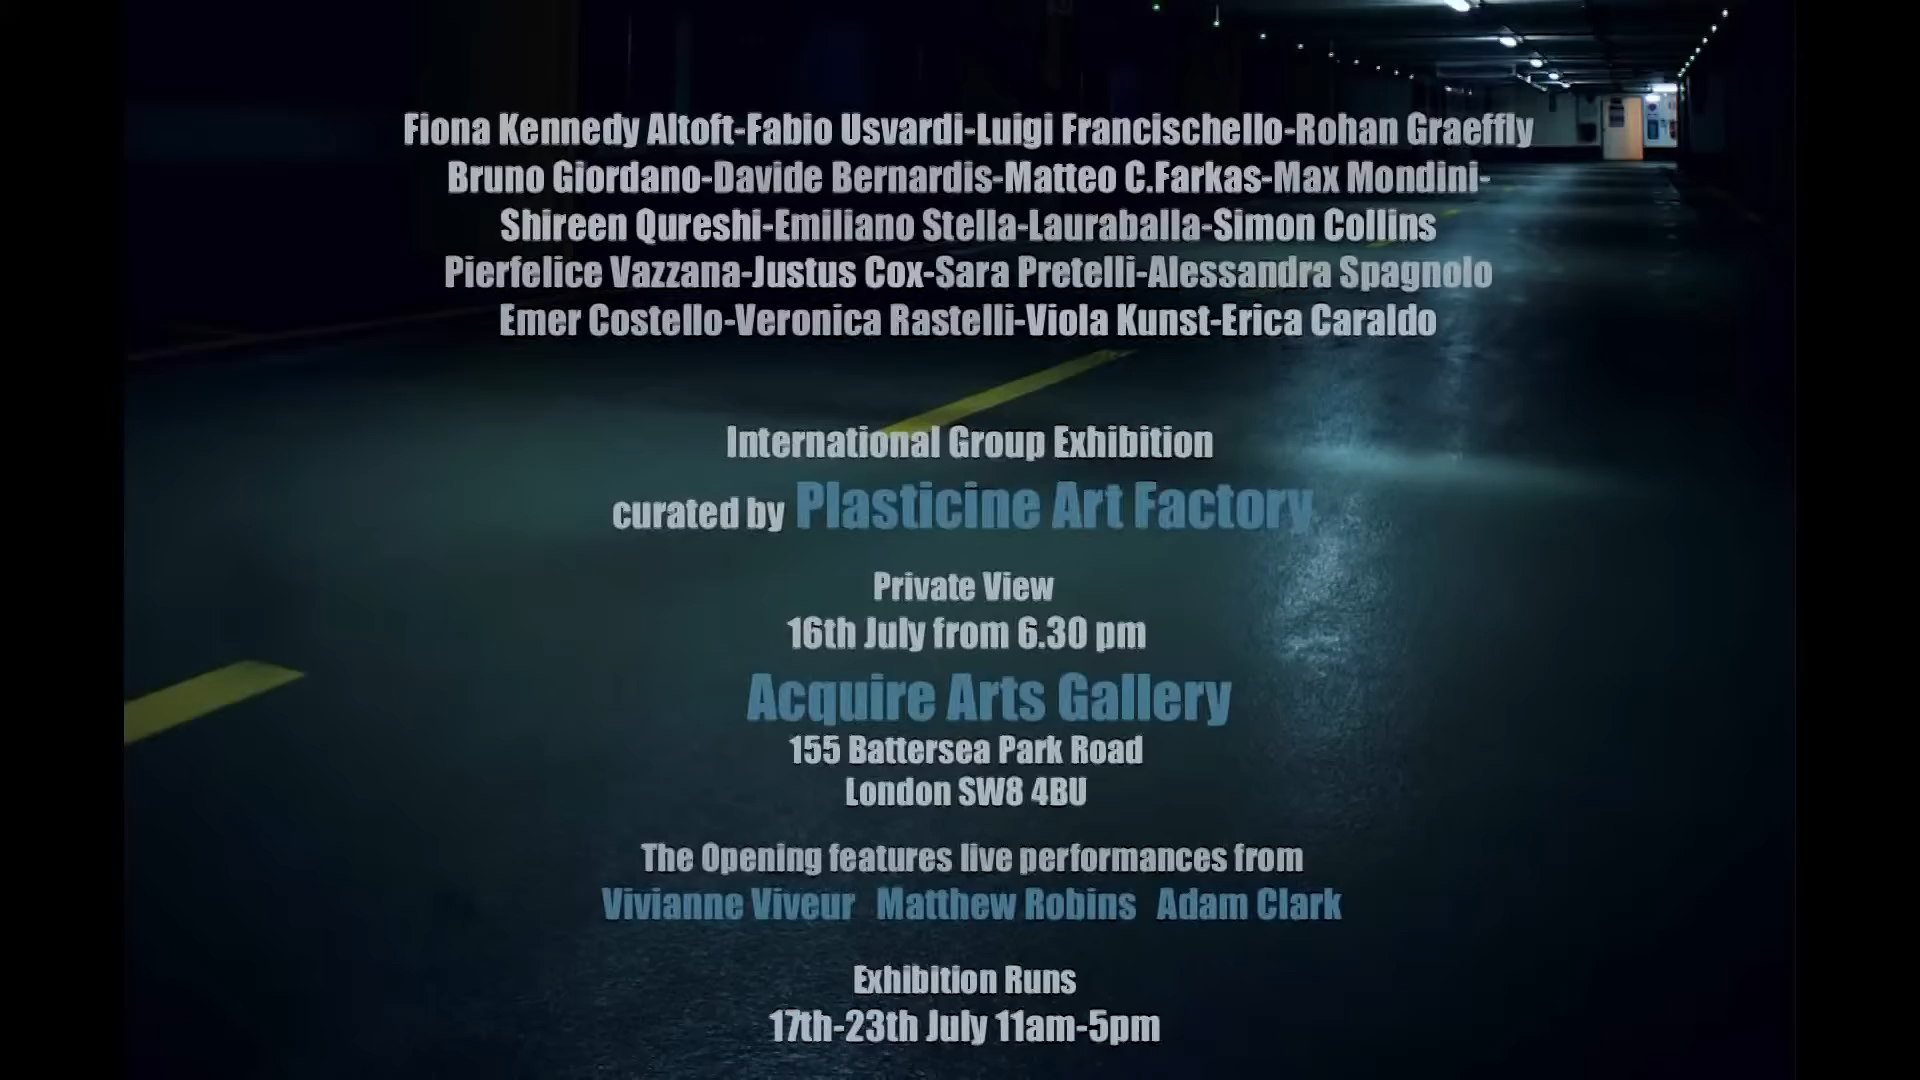 Fiona Kennedy Altoft-Fabio Usvardi-Luigi Francischello-Rohan Graeffly
Bruno Giordano-Davide Bernardis-Matteo C.Farkas-Max Mondini-
Shireen Qureshi-Emiliano Stella-Lauraballa-Simon Collins
Pierfelice Vazzana-Justus Cox-Sara Pretelli-Alessandra Spagnolo
Emer Costello-Veronica Rastelli-Viola Kunst-Erica Caraldo
International Group Exhibition
curated by Plasticine Art Factory
Private View
16th July from 6.30 pm
Acquire Arts Gallery
155 Battersea Park Road
London SW8 4BU
The Opening features live performances from
Vivianne Viveur Matthew Robins Adam Clark
Exhibition Runs
17th-23th July 11am-5pm